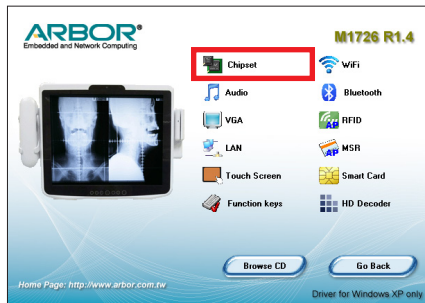 ARBOR®
Embedded and Network Computing
M1726 R1.4
Chipset
WiFi
Audio
Bluetooth
VGA
AP
RFID
LAN
AP
MSR
Touch Screen
Smart Card
Function keys
HD Decoder
Browse CD
Go Back
Home Page: http://www.arbor.com.tw
Driver for Windows XP only